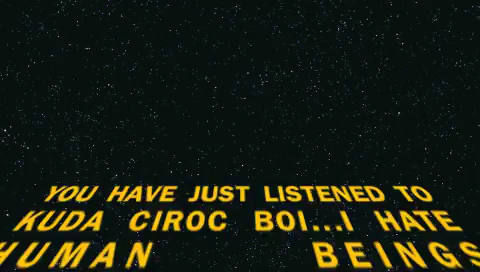 YOU HAVE JUST LISTENED TO
KUDA CIROC BOI...I HATE
HUMAN BEINGS